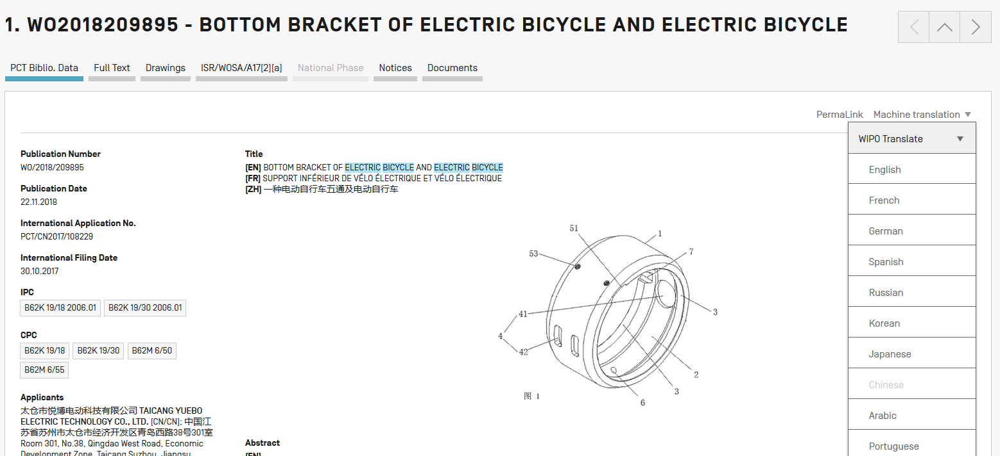 1. WO2018209895 - BOTTOM BRACKET OF ELECTRIC BICYCLE AND ELECTRIC BICYCLE
PCT Biblio. Data Full Text Drawings ISR/WOSA/A17(2)(a) National Phase Notices Documents
PermaLink Machine translation
WIPO Translate
English
French
German
Spanish
Russian
Korean
Japanese
Chinese
Arabic
Portuguese
Publication Number
WO/2018/209895
Publication Date
22.11.2018
International Application No.
PCT/CN2017/108229
International Filing Date
30.10.2017
IPC
B62K 19/18 2006.01 B62K 19/30 2006.01
CPC
B62K 19/18 B62K 19/30 B62M 6/50
B62M 6/55
Applicants
太仓市悦博电动科技有限公司 TAICANG YUEBO
ELECTRIC TECHNOLOGY CO., LTD. [CN/CN]; 中国江
苏省苏州市太仓市经济开发区青岛西路38号301室
Room 301, No.38, Qingdao West Road, Economic
Development Zone, Taicang Suzhou, Jiangsu
Title
[EN] BOTTOM BRACKET OF ELECTRIC BICYCLE AND ELECTRIC BICYCLE
[FR] SUPPORT INFÉRIEUR DE VÉLO ÉLECTRIQUE ET VÉLO ÉLECTRIQUE
[ZH] 一种电动自行车五通及电动自行车
51
1
53
7
41
3
4
42
2
3
6
图 1
Abstract
[EN]